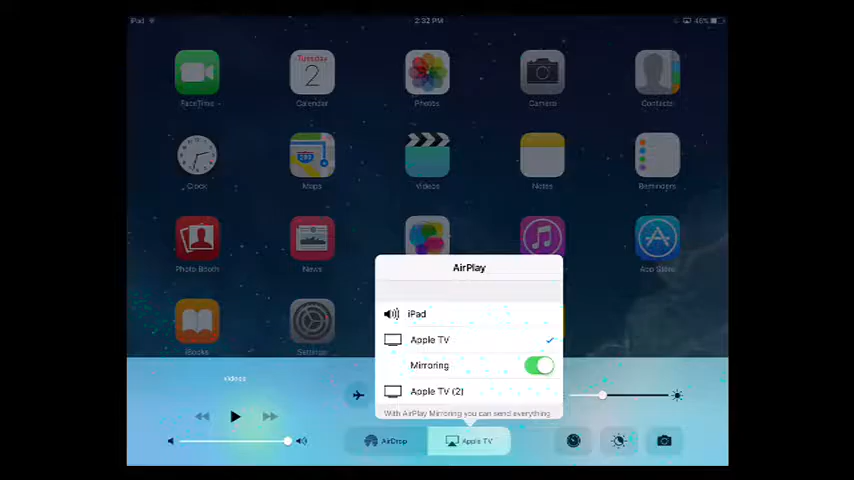 iPad
2:32 PM
46%
Tuesday
2
FaceTime
Calendar
Photos
Camera
Contacts
280
Clock
Maps
Videos
Notes
Reminders
Photo Booth
News
App Store
iBooks
Settings
AirPlay
iPad
Apple TV
Mirroring
Apple TV (2)
With AirPlay Mirroring you can send everything
videos
AirDrop
Apple TV